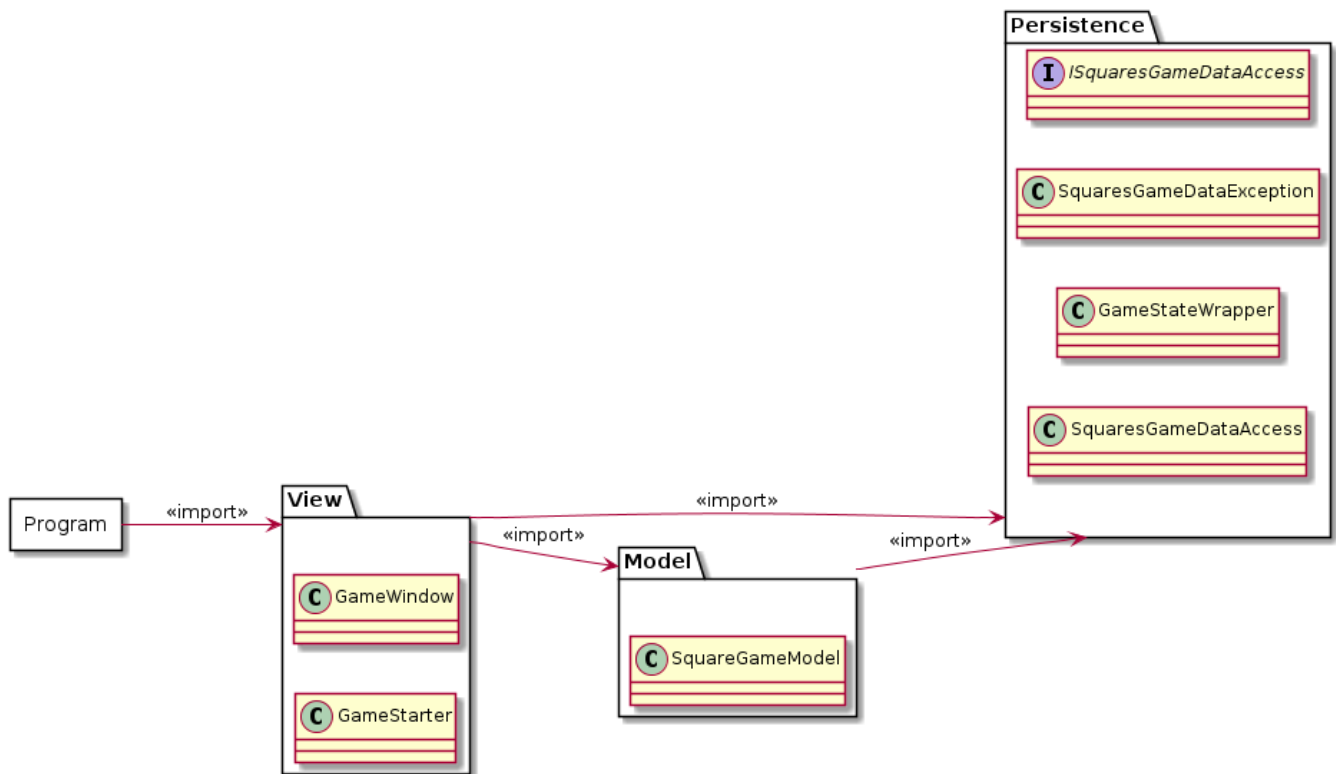 Persistence
I ISquaresGameDataAccess
C SquaresGameDataException
C GameStateWrapper
C SquaresGameDataAccess
Program
«import»
View
«import»
«import»
«import»
Model
C GameWindow
C SquareGameModel
C GameStarter